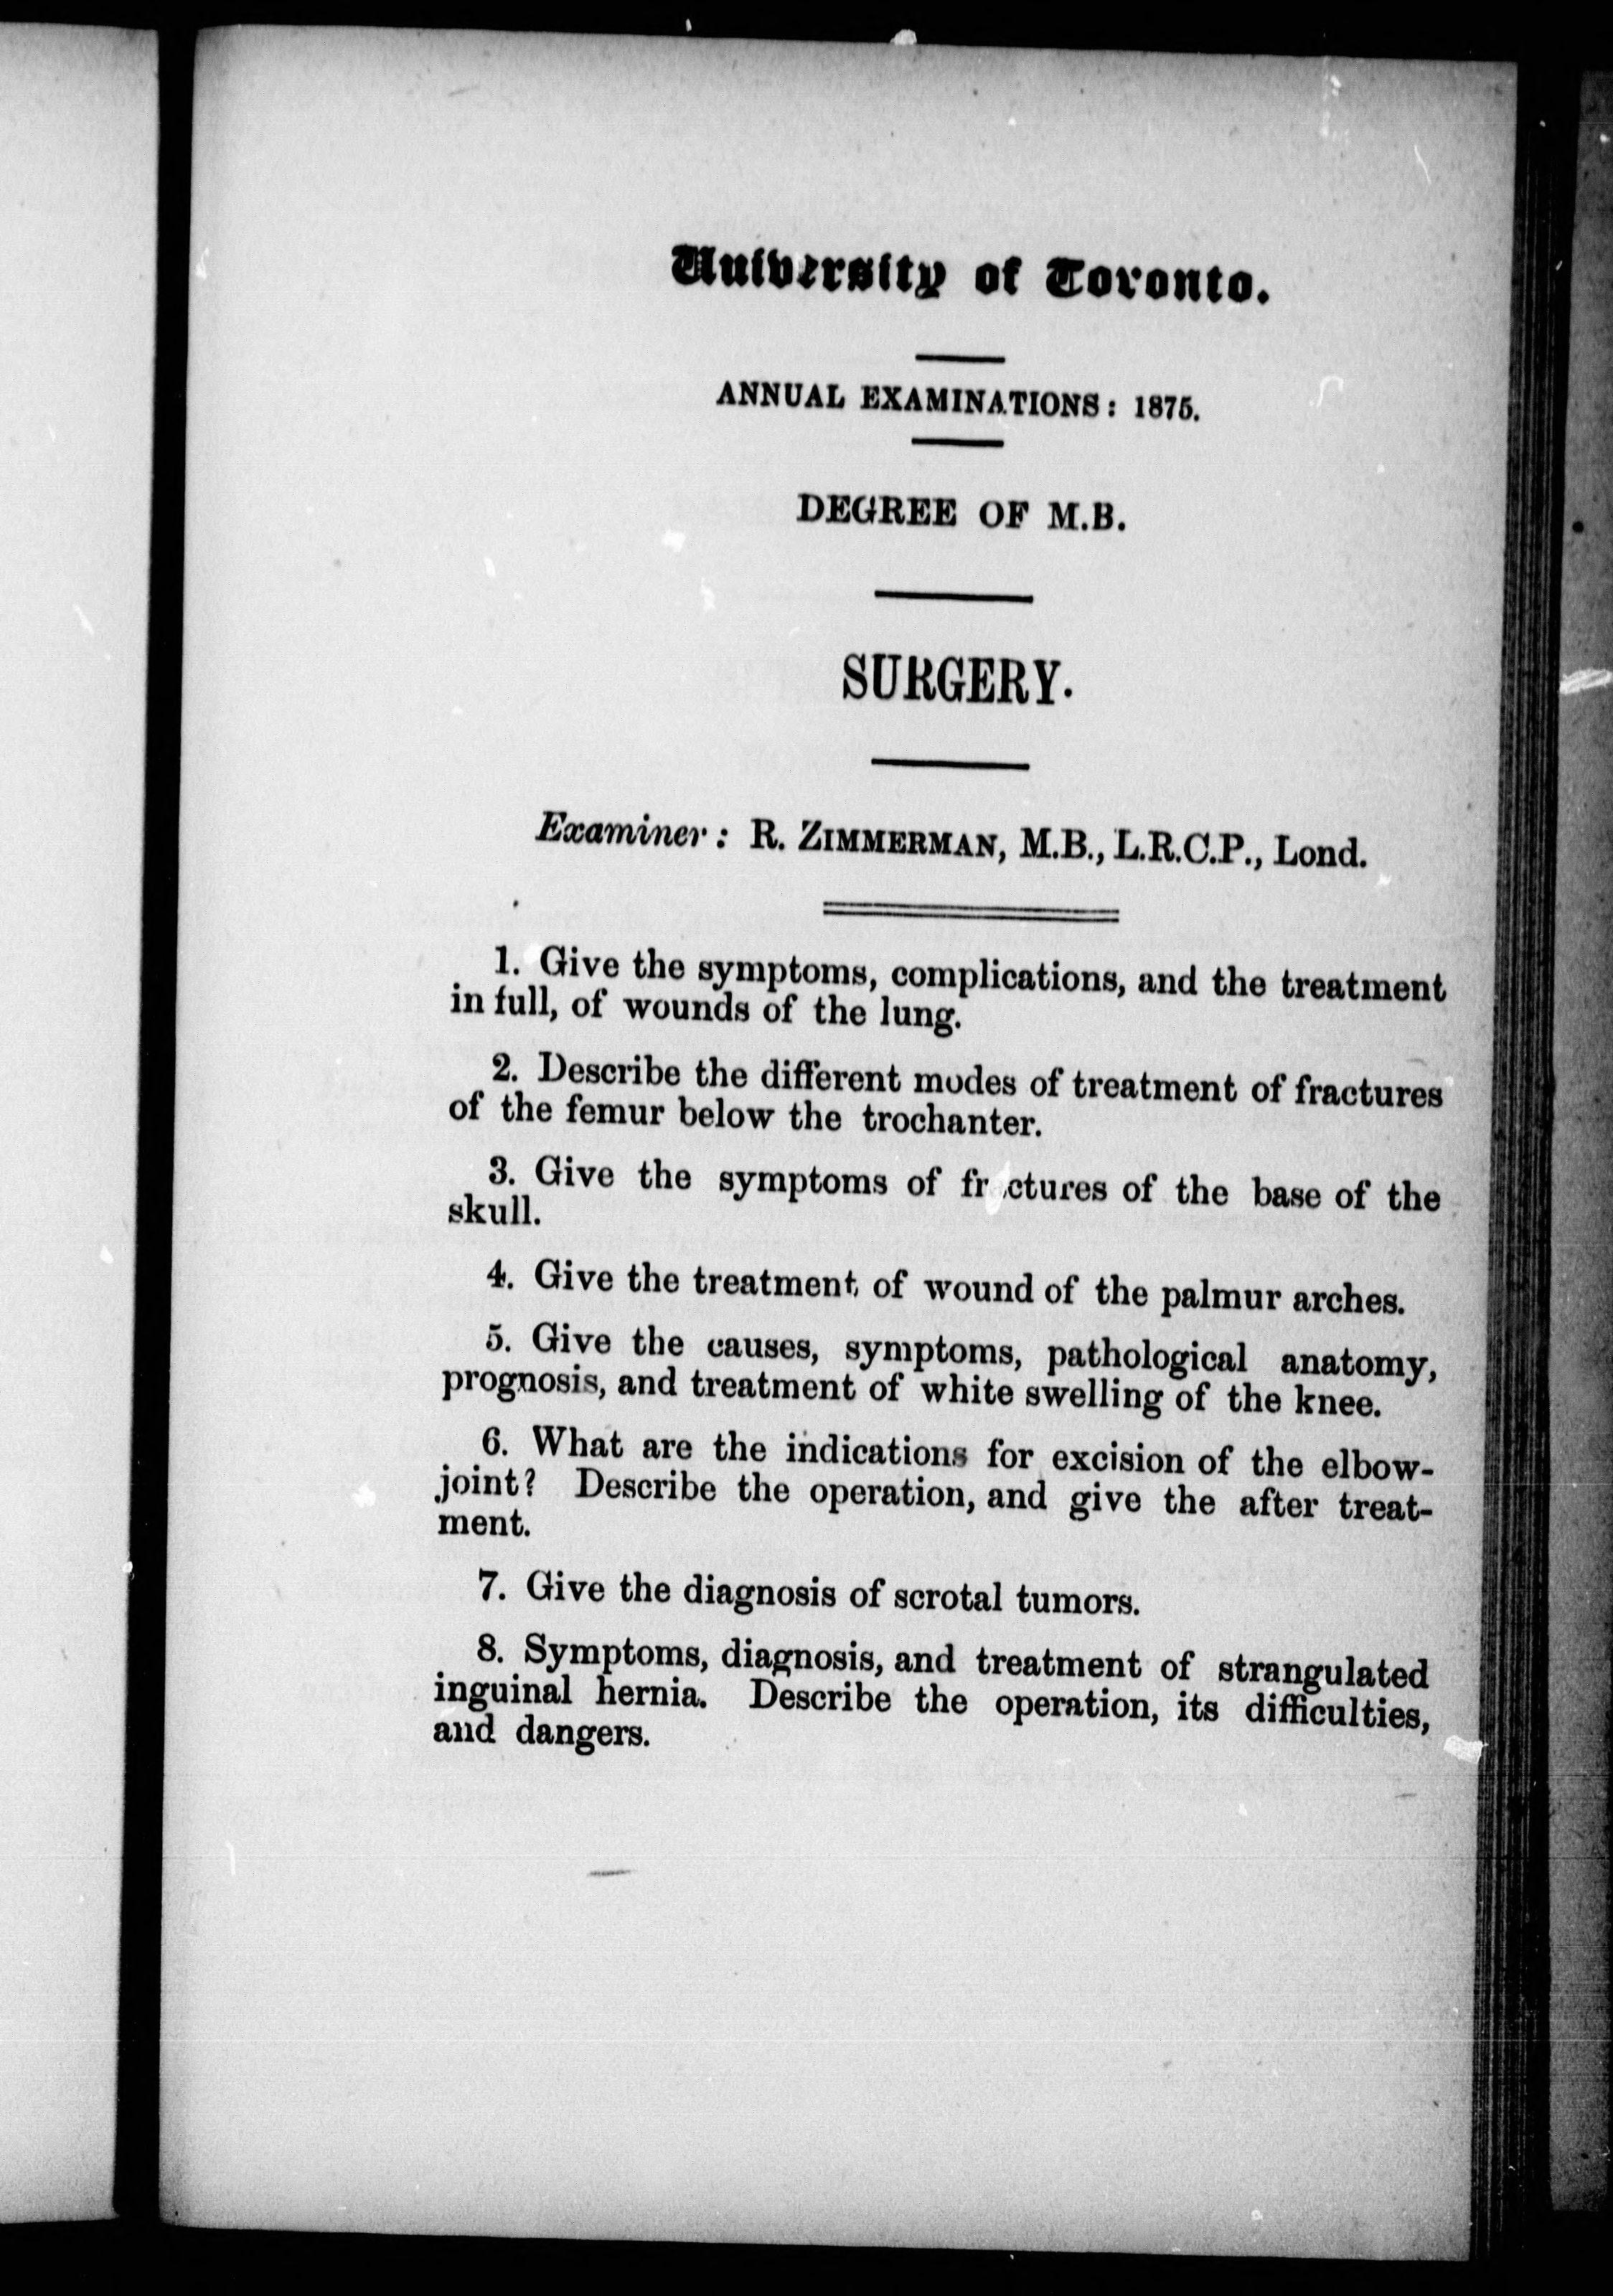 University of Toronto.
ANNUAL EXAMINATIONS: 1875.
DEGREE OF M.B.
SURGERY.
Examiner: R. ZIMMERMAN, M.B., L.R.C.P., Lond.
1. Give the symptoms, complications, and the treatment
in full, of wounds of the lung.
2. Describe the different modes of treatment of fractures
of the femur below the trochanter.
3. Give the symptoms of fractures of the base of the
skull.
4. Give the treatment of wound of the palmur arches.
5. Give the causes, symptoms, pathological anatomy,
prognosis, and treatment of white swelling of the knee.
6. What are the indications for excision of the elbow-
joint? Describe the operation, and give the after treat-
ment.
7. Give the diagnosis of scrotal tumors.
8. Symptoms, diagnosis, and treatment of strangulated
inguinal hernia. Describe the operation, its difficulties,
and dangers.